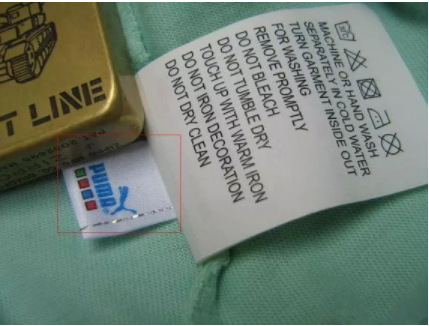 MACHINE OR HAND WASH
SEPARATELY IN COLD WATER
TURN GARMENT INSIDE OUT
FOR WASHING
REMOVE PROMPTLY
DO NOT BLEACH
DO NOT TUMBLE DRY
TOUCH UP WITH WARM IRON
DO NOT IRON DECORATION
DO NOT DRY CLEAN
T LINE
PUMA